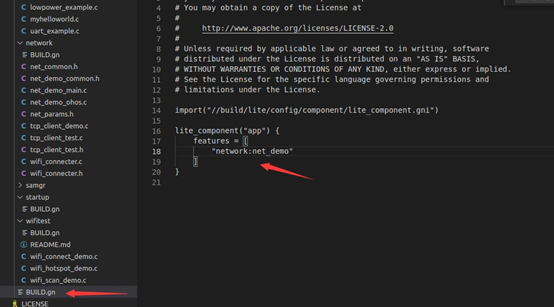 lowpower_example.c
myhelloworld.c
uart_example.c
network
BUILD.gn
net_common.h
net_demo_common.h
net_demo_main.c
net_demo_ohos.c
net_params.h
tcp_client_demo.c
tcp_client_test.c
tcp_client_test.h
wifi_connecter.c
wifi_connecter.h
samgr
startup
BUILD.gn
wifitest
BUILD.gn
README.md
wifi_connect_demo.c
wifi_hotspot_demo.c
wifi_scan_demo.c
BUILD.gn
LICENSE
4 # You may obtain a copy of the License at
5 #
6 # http://www.apache.org/licenses/LICENSE-2.0
7 #
8 # Unless required by applicable law or agreed to in writing, software
9 # distributed under the License is distributed on an "AS IS" BASIS,
10 # WITHOUT WARRANTIES OR CONDITIONS OF ANY KIND, either express or implied.
11 # See the License for the specific language governing permissions and
12 # limitations under the License.
13
14 import("//build/lite/config/component/lite_component.gni")
15
16 lite_component("app") {
17 features = [
18 "network:net_demo"
19 ]
20 }
21